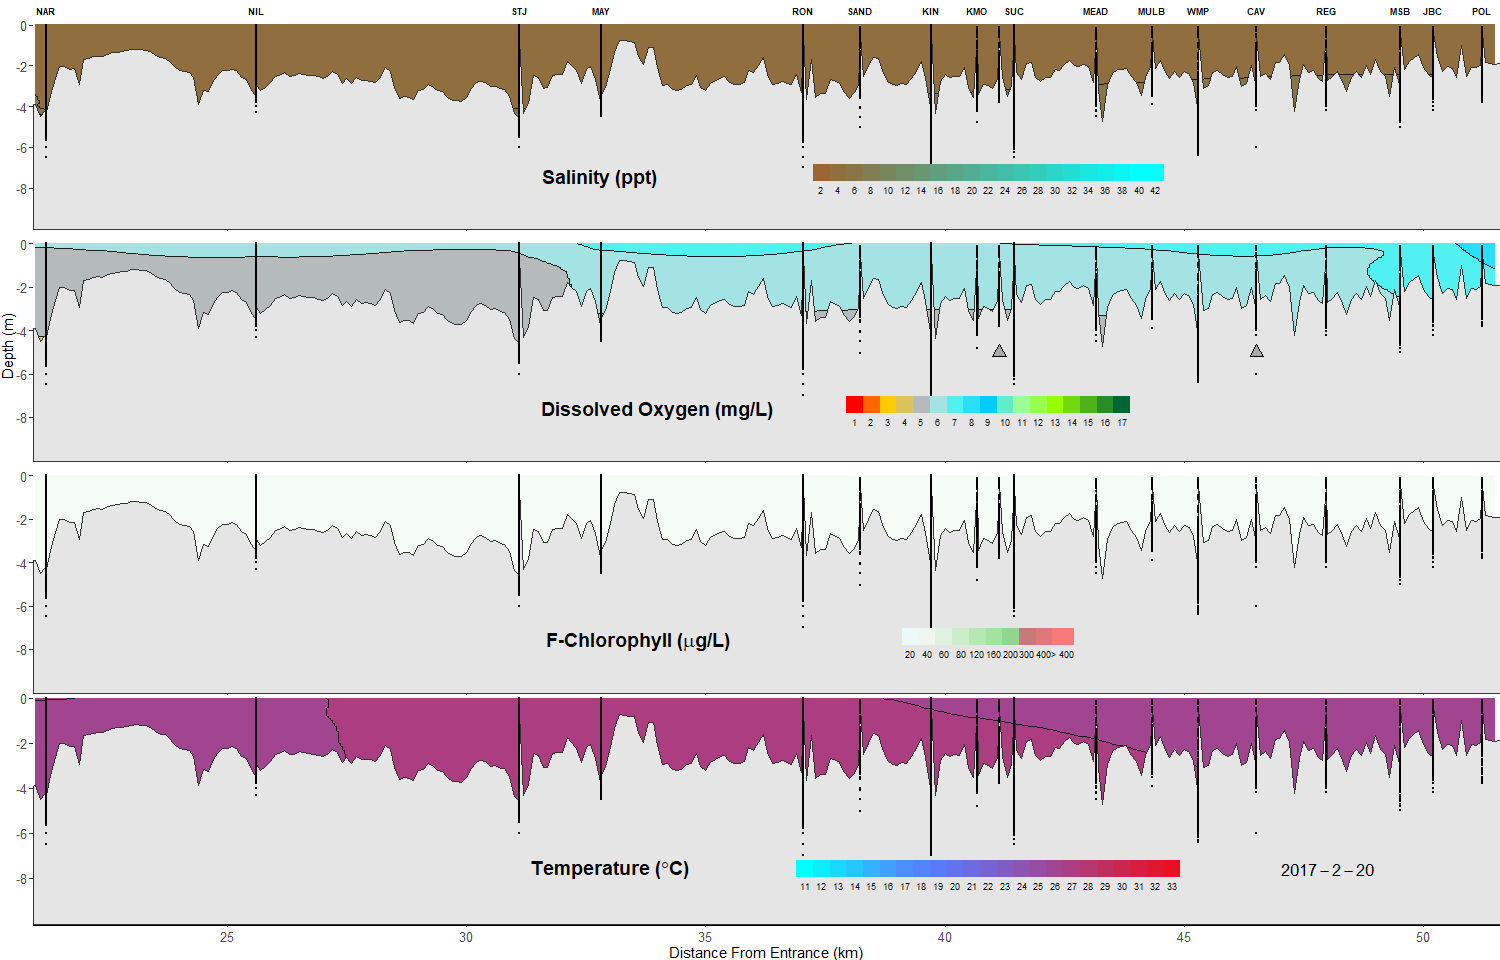 NAR NIL STJ MAY RON SAND KIN KMO SUC MEAD MULB WMP CAV REG MSB JBC POL
0
-2
-4
-6
-8
Salinity (ppt)
2 4 6 8 10 12 14 16 18 20 22 24 26 28 30 32 34 36 38 40 42
0
-2
-4
-6
-8
Depth (m)
Dissolved Oxygen (mg/L)
1 2 3 4 5 6 7 8 9 10 11 12 13 14 15 16 17
0
-2
-4
-6
-8
F-Chlorophyll (μg/L)
20 40 60 80 120 160 200 300 400> 400
0
-2
-4
-6
-8
Temperature (°C)
11 12 13 14 15 16 17 18 19 20 21 22 23 24 25 26 27 28 29 30 31 32 33
2017 – 2 – 20
25 30 35 40 45 50
Distance From Entrance (km)